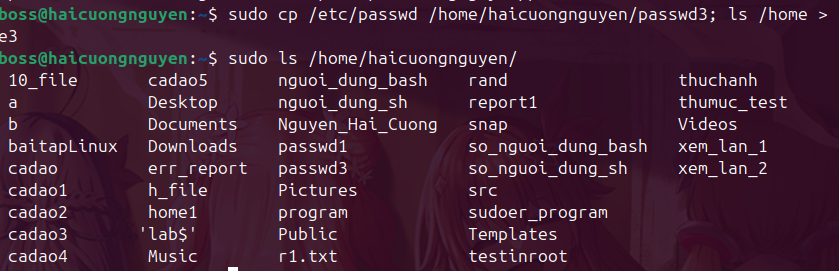 boss@haicuongnguyen:~$ sudo cp /etc/passwd /home/haicuongnguyen/passwd3; ls /home >
e3
boss@haicuongnguyen:~$ sudo ls /home/haicuongnguyen/
10_file cadao5 nguoi_dung_bash rand thuchanh
a Desktop nguoi_dung_sh report1 thumuc_test
b Documents Nguyen_Hai_Cuong snap Videos
baitapLinux Downloads passwd1 so_nguoi_dung_bash xem_lan_1
cadao err_report passwd3 so_nguoi_dung_sh xem_lan_2
cadao1 h_file Pictures src
cadao2 home1 program sudoer_program
cadao3 'lab$' Public Templates
cadao4 Music r1.txt testinroot